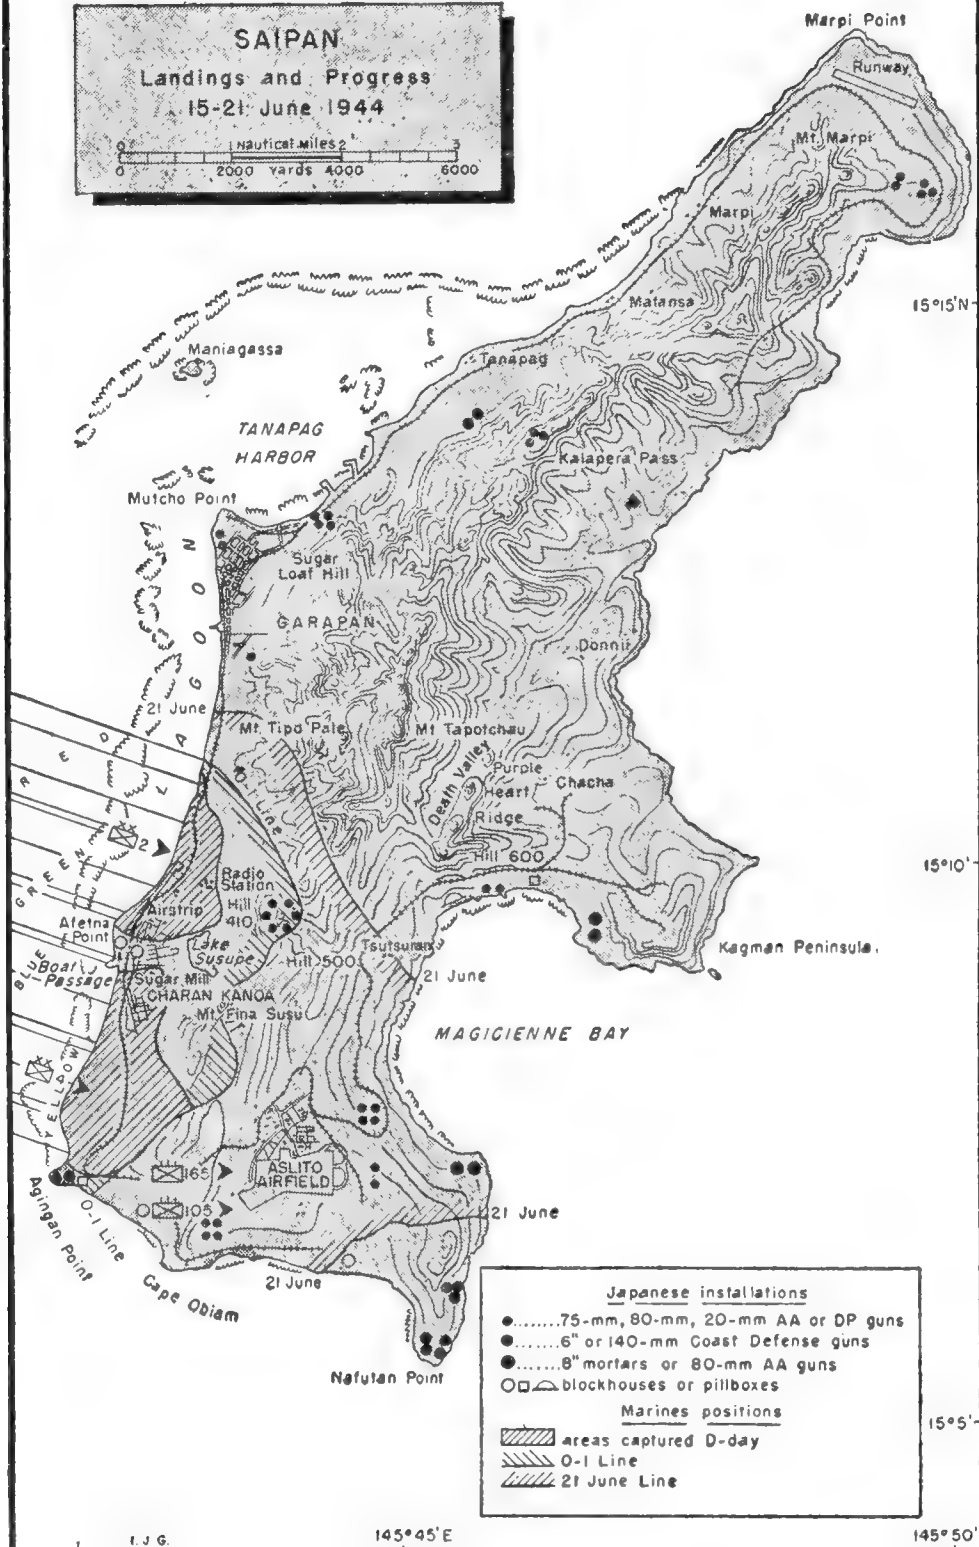 SAIPAN
Landings and Progress
15-21 June 1944
0 1 Nautical Miles 2 3
0 2000 Yards 4000 6000
Marpi Point
Runway
Mt Marpi
Marpi
15°15'N
Matansa
Maniagassa
Tanapag
TANAPAG
HARBOR
Kalapera Pass
Mutcho Point
Sugar
Loaf Hill
GARAPAN
LAGOON
Donnii
21 June
Mt Tipo Pale
Mt Tapotchau
Death Valley
Purple
Heart
Ridge
Chacha
RED
Line
2
Hill 600
15°10'
GREEN
Radio
Station
Hill
410
Airstrip
Afetna
Point
Lake
Susupe
Hill 500
Tsutsuran
Kagman Peninsula
BLUE
Boat
Passage
Sugar Mill
21 June
CHARAN KANOA
Mt. Fina Susu
MAGICIENNE BAY
YELLOW
165
ASLITO
AIRFIELD
105
21 June
Agingan Point
O-1 Line
Cape Obiam
21 June
Nafutan Point
Japanese installations
75-mm, 80-mm, 20-mm AA or DP guns
6" or 140-mm Coast Defense guns
8" mortars or 80-mm AA guns
blockhouses or pillboxes
Marines positions
areas captured D-day
O-1 Line
21 June Line
15°5'
I. J. G.
145°45'E
145°50'